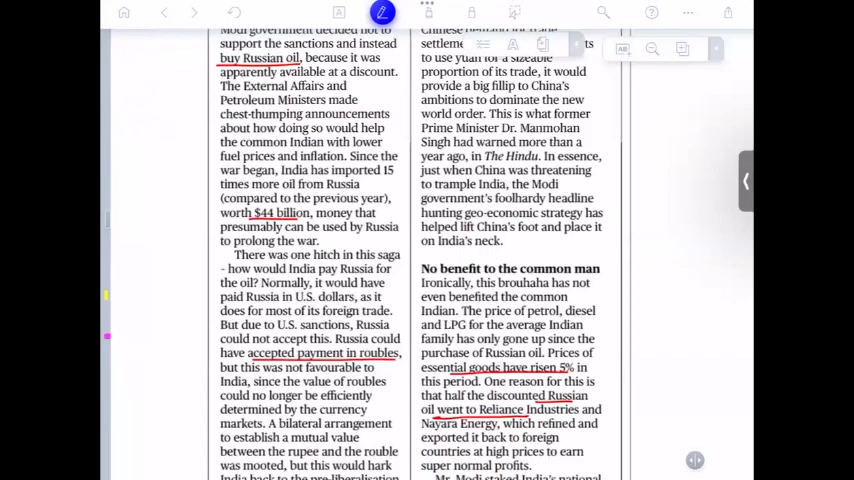 Modi government decided not to
support the sanctions and instead
buy Russian oil, because it was
apparently available at a discount.
The External Affairs and
Petroleum Ministers made
chest-thumping announcements
about how doing so would help
the common Indian with lower
fuel prices and inflation. Since the
war began, India has imported 15
times more oil from Russia
(compared to the previous year),
worth $44 billion, money that
presumably can be used by Russia
to prolong the war.
There was one hitch in this saga
- how would India pay Russia for
the oil? Normally, it would have
paid Russia in U.S. dollars, as it
does for most of its foreign trade.
But due to U.S. sanctions, Russia
could not accept this. Russia could
have accepted payment in roubles,
but this was not favourable to
India, since the value of roubles
could no longer be efficiently
determined by the currency
markets. A bilateral arrangement
to establish a mutual value
between the rupee and the rouble
was mooted, but this would hark
India back to the pre-liberalisation
Chinese demand for trade
settleme
ts
to use yuan for a sizeable
proportion of its trade, it would
provide a big fillip to China's
ambitions to dominate the new
world order. This is what former
Prime Minister Dr. Manmohan
Singh had warned more than a
year ago, in The Hindu. In essence,
just when China was threatening
to trample India, the Modi
government's foolhardy headline
hunting geo-economic strategy has
helped lift China's foot and place it
on India's neck.
No benefit to the common man
Ironically, this brouhaha has not
even benefited the common
Indian. The price of petrol, diesel
and LPG for the average Indian
family has only gone up since the
purchase of Russian oil. Prices of
essential goods have risen 5% in
this period. One reason for this is
that half the discounted Russian
oil went to Reliance Industries and
Nayara Energy, which refined and
exported it back to foreign
countries at high prices to earn
super normal profits.
Mr. Modi staked India's national